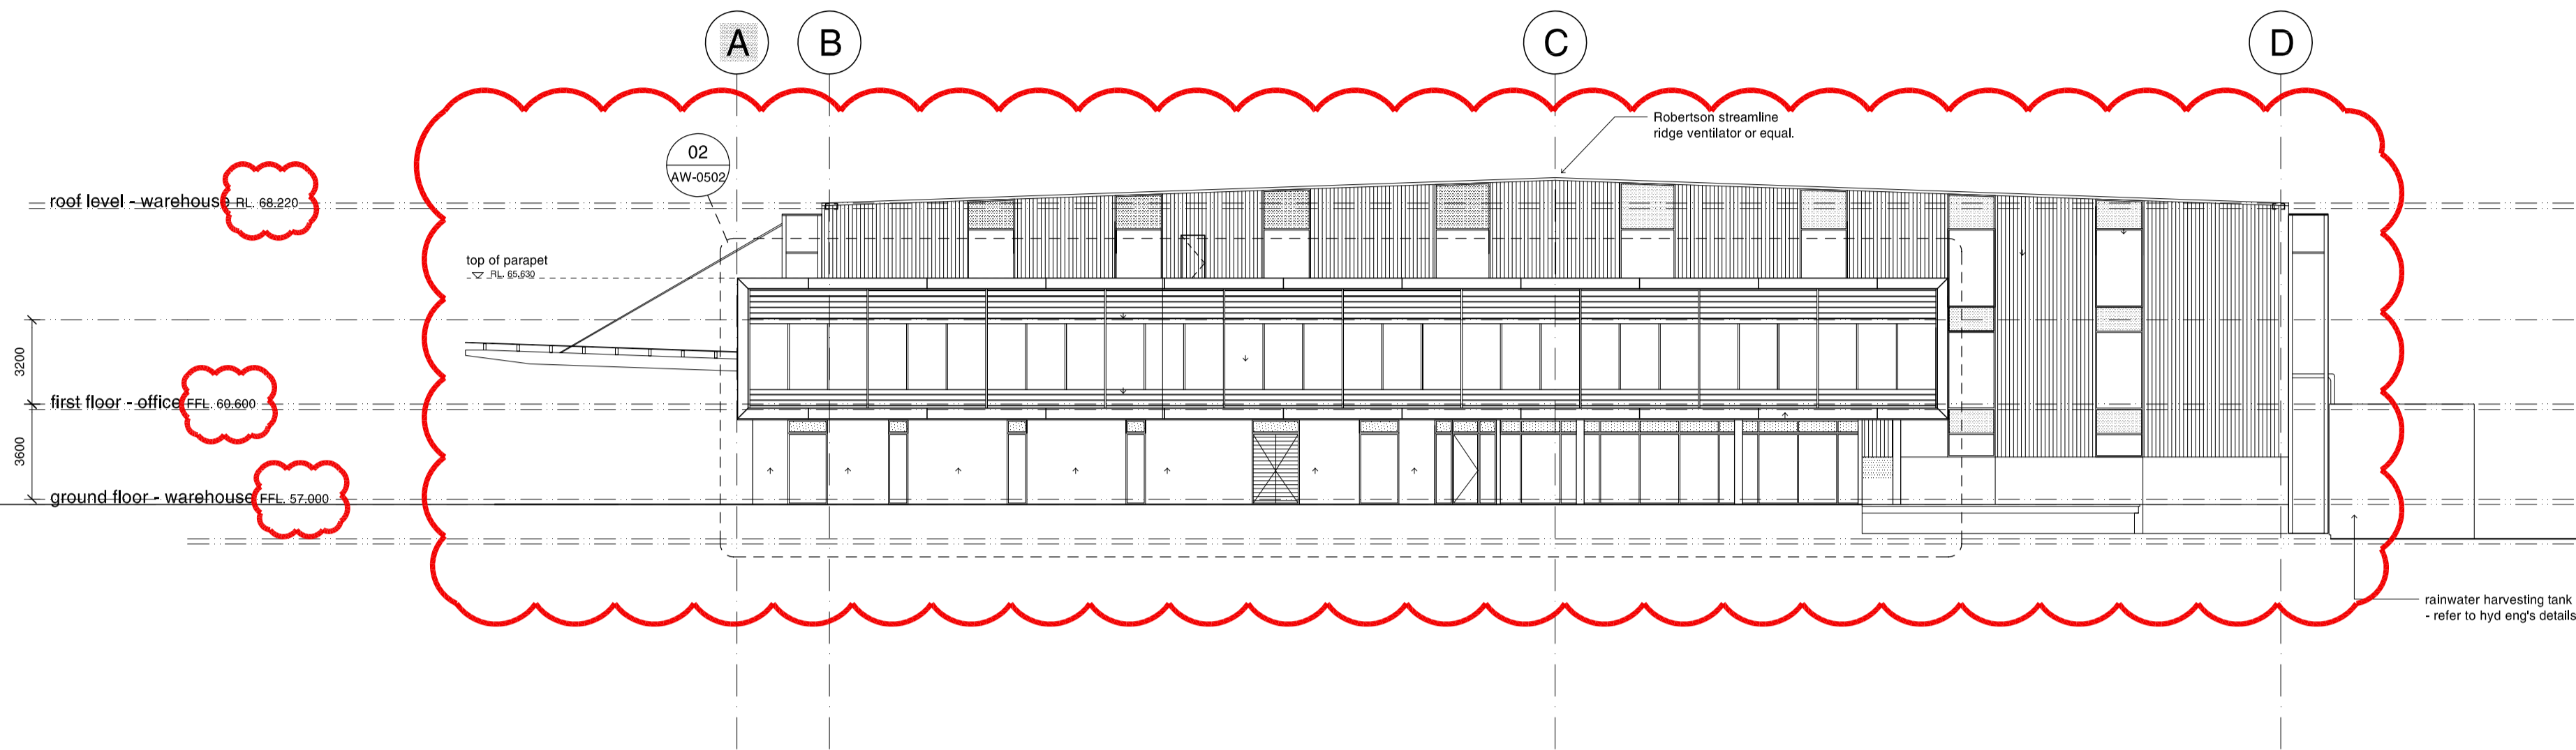 A
B
C
D
Robertson streamline
ridge ventilator or equal.
02
AW-0502
roof level - warehouse RL. 68.220
top of parapet
RL. 65.630
3200
first floor - office FFL. 60.600
3600
ground floor - warehouse FFL. 57.000
rainwater harvesting tank
- refer to hyd eng's details